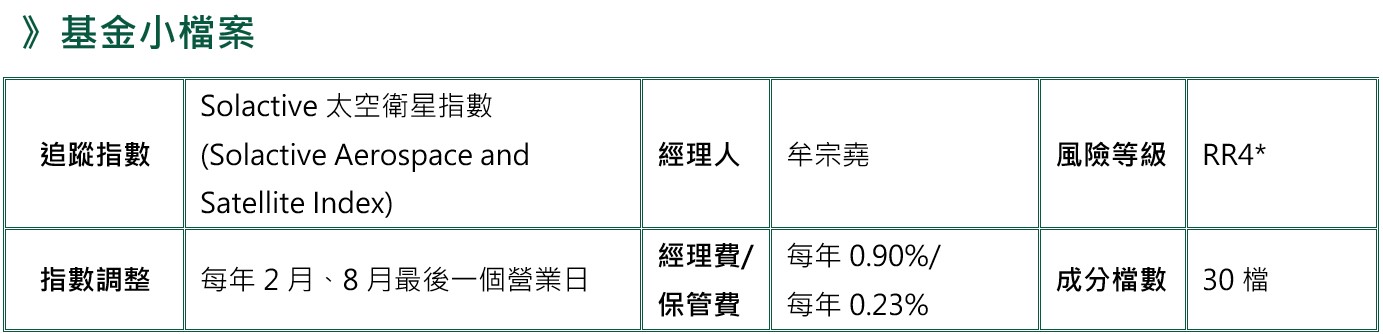 》基金小檔案
追蹤指數
Solactive 太空衛星指數
(Solactive Aerospace and
Satellite Index)
經理人
牟宗堯
風險等級
RR4*
指數調整
每年 2 月、8 月最後一個營業日
經理費/
保管費
每年 0.90%/
每年 0.23%
成分檔數
30 檔